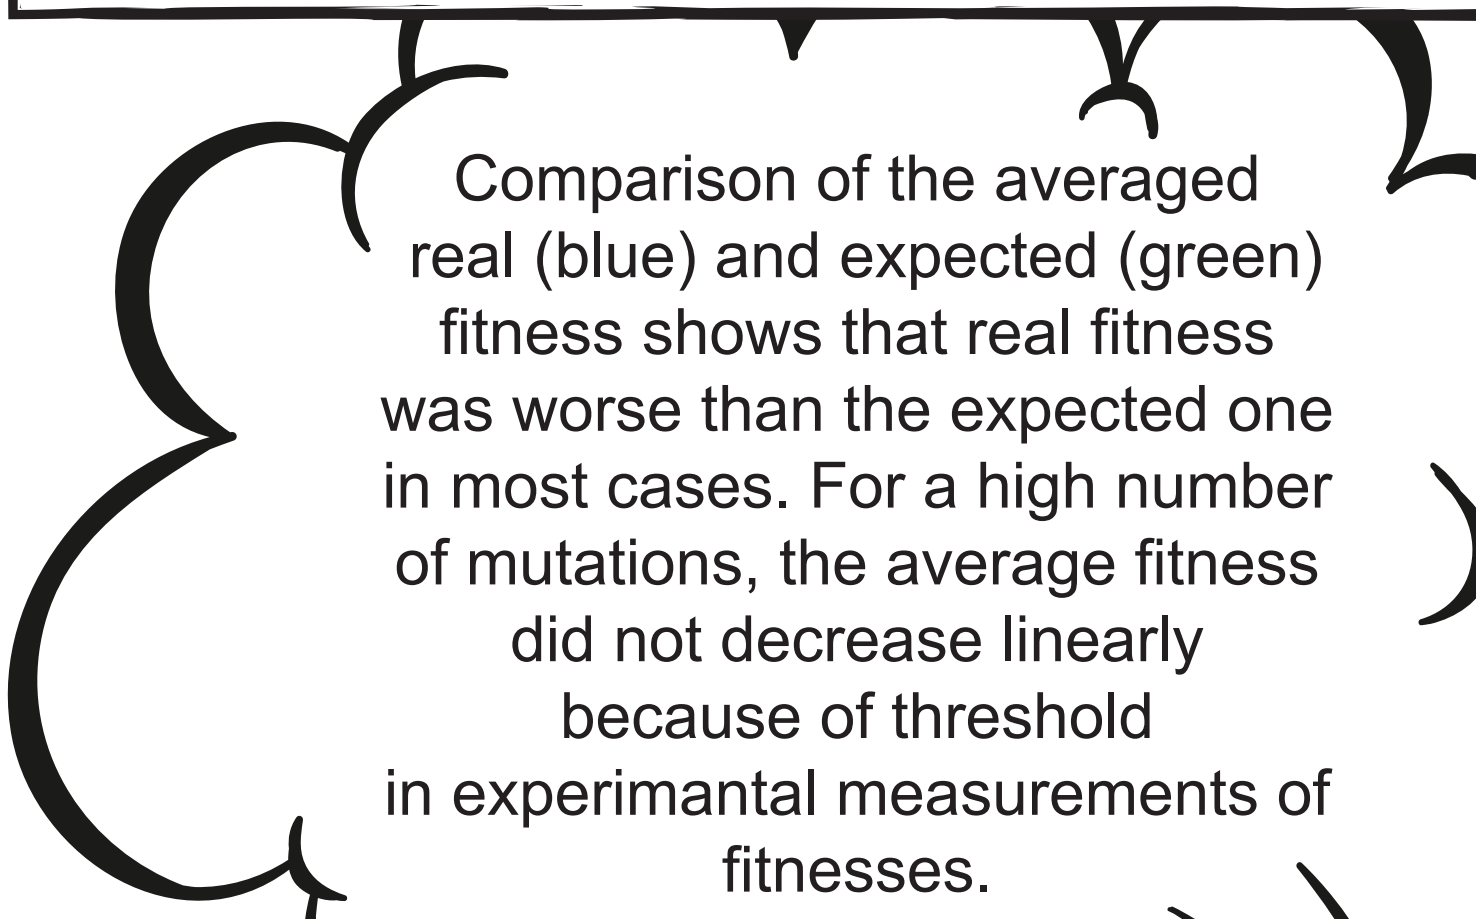 Comparison of the averaged
real (blue) and expected (green)
fitness shows that real fitness
was worse than the expected one
in most cases. For a high number
of mutations, the average fitness
did not decrease linearly
because of threshold
in experimantal measurements of
fitnesses.